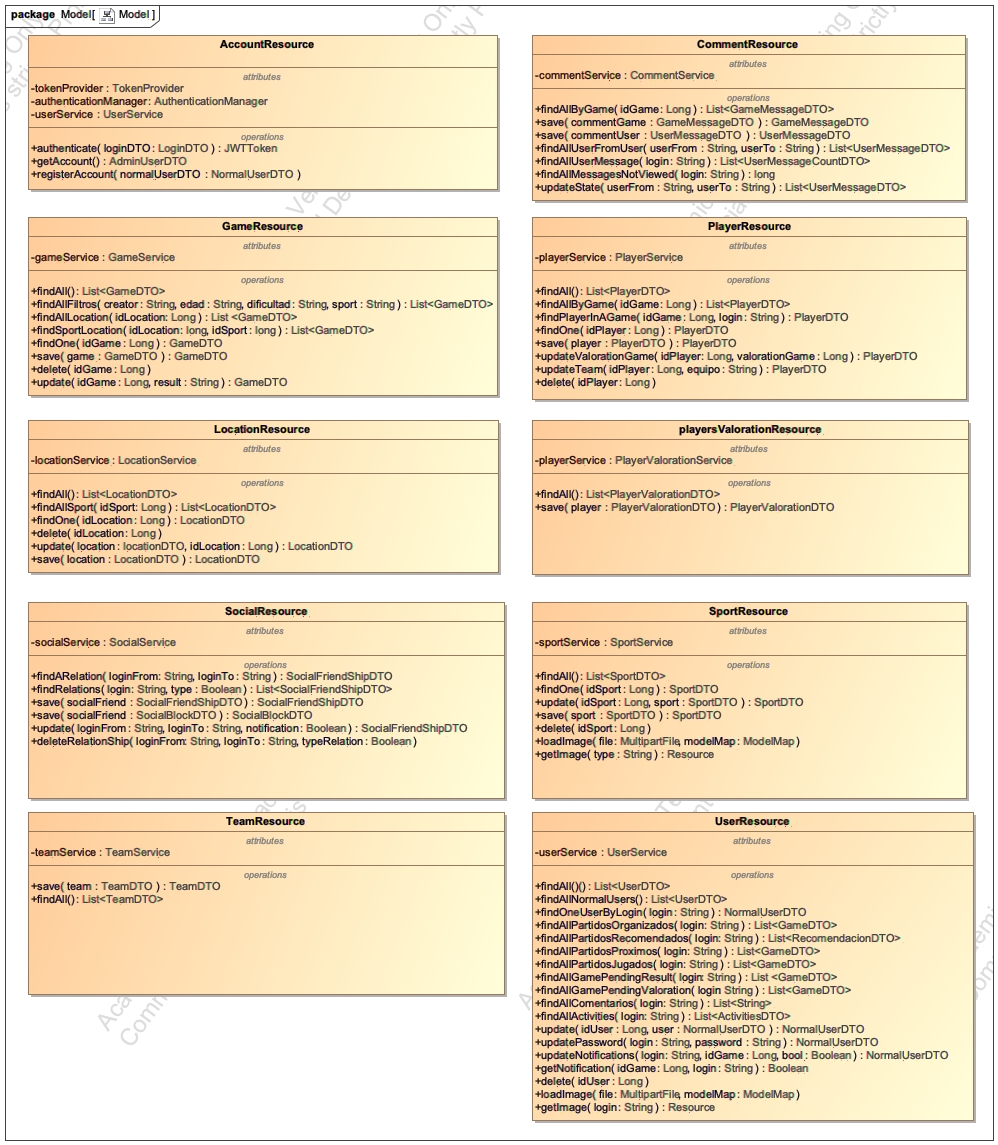 package Model[ Model ]
AccountResource
attributes
-tokenProvider : TokenProvider
-authenticationManager : AuthenticationManager
-userService : UserService
operations
+authenticate( loginDTO : LoginDTO ) : JWTToken
+getAccount() : AdminUserDTO
+registerAccount( normalUserDTO : NormalUserDTO )
CommentResource
attributes
-commentService : CommentService
operations
+findAllByGame( idGame : Long ) : List<GameMessageDTO>
+save( commentGame : GameMessageDTO ) : GameMessageDTO
+save( commentUser : UserMessageDTO ) : UserMessageDTO
+findAllUserFromUser( userFrom : String, userTo : String ) : List<UserMessageDTO>
+findAllUserMessage( login : String ) : List<UserMessageCountDTO>
+findAllMessagesNotViewed( login : String ) : long
+updateState( userFrom : String, userTo : String ) : List<UserMessageDTO>
GameResource
attributes
-gameService : GameService
operations
+findAll() : List<GameDTO>
+findAllFiltros( creator : String, edad : String, dificultad : String, sport : String ) : List<GameDTO>
+findAllLocation( idLocation : Long ) : List <GameDTO>
+findSportLocation( idLocation : long, idSport : long ) : List<GameDTO>
+findOne( idGame : Long ) : GameDTO
+save( game : GameDTO ) : GameDTO
+delete( idGame : Long )
+update( idGame : Long, result : String ) : GameDTO
PlayerResource
attributes
-playerService : PlayerService
operations
+findAll() : List<PlayerDTO>
+findAllByGame( idGame : Long ) : List<PlayerDTO>
+findPlayerInAGame( idGame : Long, login : String ) : PlayerDTO
+findOne( idPlayer : Long ) : PlayerDTO
+save( player : PlayerDTO ) : PlayerDTO
+updateValorationGame( idPlayer : Long, valorationGame : Long ) : PlayerDTO
+updateTeam( idPlayer : Long, equipo : String ) : PlayerDTO
+delete( idPlayer : Long )
LocationResource
attributes
-locationService : LocationService
operations
+findAll() : List<LocationDTO>
+findAllSport( idSport : Long ) : List<LocationDTO>
+findOne( idLocation : Long ) : LocationDTO
+delete( idLocation : Long )
+update( location : locationDTO, idLocation : Long ) : LocationDTO
+save( location : LocationDTO ) : LocationDTO
playersValorationResource
attributes
-playerService : PlayerValorationService
operations
+findAll() : List<PlayerValorationDTO>
+save( player : PlayerValorationDTO ) : PlayerValorationDTO
SocialResource
attributes
-socialService : SocialService
operations
+findARelation( loginFrom : String, loginTo : String ) : SocialFriendShipDTO
+findRelations( login : String, type : Boolean ) : List<SocialFriendShipDTO>
+save( socialFriend : SocialFriendShipDTO ) : SocialFriendShipDTO
+save( socialFriend : SocialBlockDTO ) : SocialBlockDTO
+update( loginFrom : String, loginTo : String, notification : Boolean ) : SocialFriendShipDTO
+deleteRelationShip( loginFrom : String, loginTo : String, typeRelation : Boolean )
SportResource
attributes
-sportService : SportService
operations
+findAll() : List<SportDTO>
+findOne( idSport : Long ) : SportDTO
+update( idSport : Long, sport : SportDTO ) : SportDTO
+save( sport : SportDTO ) : SportDTO
+delete( idSport : Long )
+loadImage( file : MultipartFile, modelMap : ModelMap )
+getImage( type : String ) : Resource
TeamResource
attributes
-teamService : TeamService
operations
+save( team : TeamDTO ) : TeamDTO
+findAll() : List<TeamDTO>
UserResource
attributes
-userService : UserService
operations
+findAll()() : List<UserDTO>
+findAllNormalUsers() : List<UserDTO>
+findOneUserByLogin( login : String ) : NormalUserDTO
+findAllPartidosOrganizados( login : String ) : List<GameDTO>
+findAllPartidosRecomendados( login : String ) : List<RecomendacionDTO>
+findAllPartidosProximos( login : String ) : List<GameDTO>
+findAllPartidosJugados( login : String ) : List<GameDTO>
+findAllGamePendingResult( login : String ) : List <GameDTO>
+findAllGamePendingValoration( login String ) : List<GameDTO>
+findAllComentarios( login : String ) : List<String>
+findAllActivities( login : String ) : List<ActivitiesDTO>
+update( idUser : Long, user : NormalUserDTO ) : NormalUserDTO
+updatePassword( login : String, password : String ) : NormalUserDTO
+updateNotifications( login : String, idGame : Long, bool : Boolean ) : NormalUserDTO
+getNotification( idGame : Long, login : String ) : Boolean
+delete( idUser : Long )
+loadImage( file : MultipartFile, modelMap : ModelMap )
+getImage( login : String ) : Resource